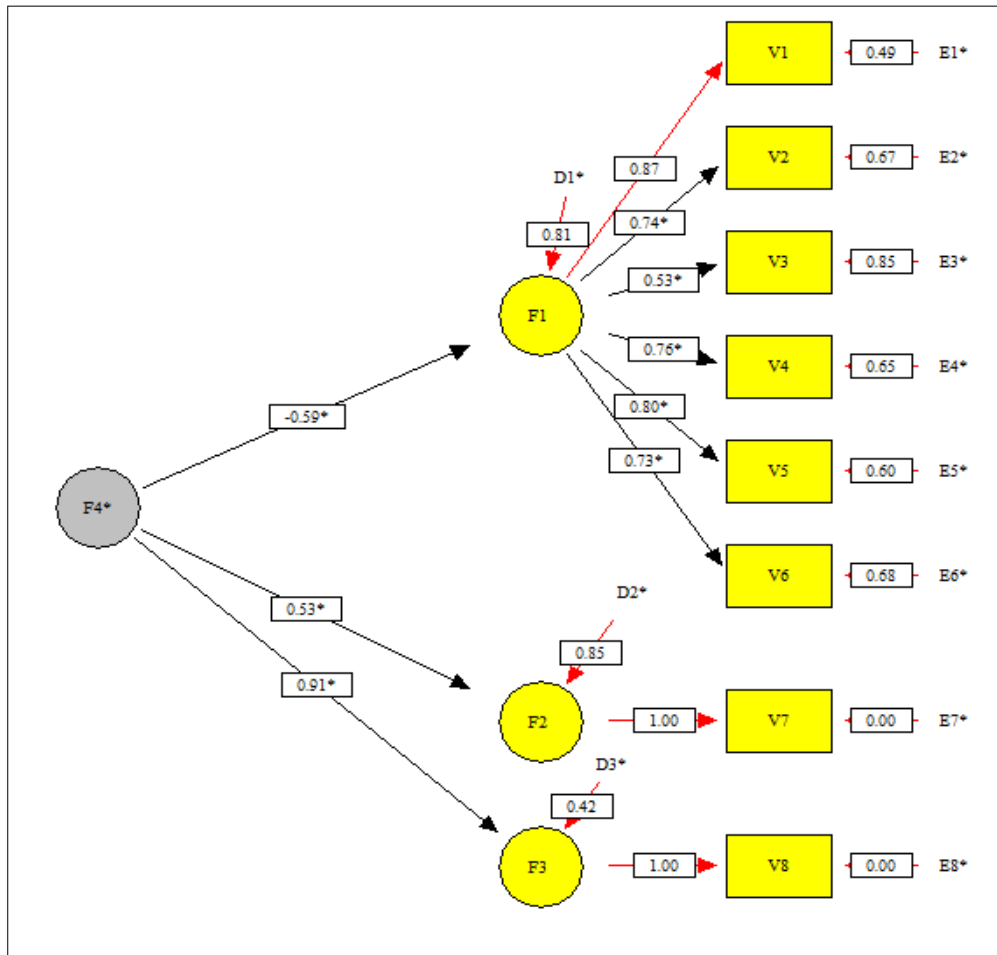 V1
0.49
E1*
V2
0.67
E2*
0.87
D1*
0.74*
0.81
V3
0.85
E3*
0.53*
F1
0.76*
V4
0.65
E4*
0.80*
-0.59*
0.73*
V5
0.60
E5*
F4*
V6
0.68
E6*
D2*
0.53*
0.85
0.91*
F2
1.00
V7
0.00
E7*
D3*
0.42
F3
1.00
V8
0.00
E8*